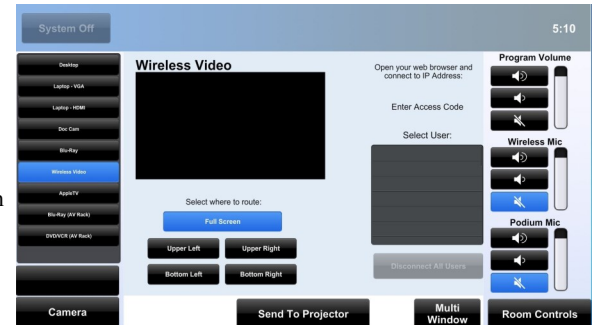 System Off
5:10
Desktop
Laptop - VGA
Laptop - HDMI
Doc Cam
Blu-Ray
Wireless Video
AppleTV
Blu-Ray (AV Rack)
DVD/VCR (AV Rack)
Camera
Wireless Video
Select where to route:
Full Screen
Upper Left
Upper Right
Bottom Left
Bottom Right
Open your web browser and
connect to IP Address:
Enter Access Code
Select User:
Disconnect All Users
Program Volume
Wireless Mic
Podium Mic
Send To Projector
Multi
Window
Room Controls